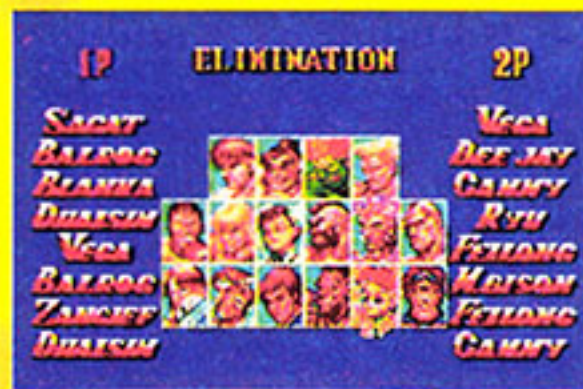 1P ELIMINATION 2P
SAGAT
BALROG
BLANKA
DHALSIM
VEGA
BALROG
ZANGIEF
DHALSIM
VEGA
DEE JAY
CAMMY
RYU
FEILONG
M.BISON
FEILONG
CAMMY